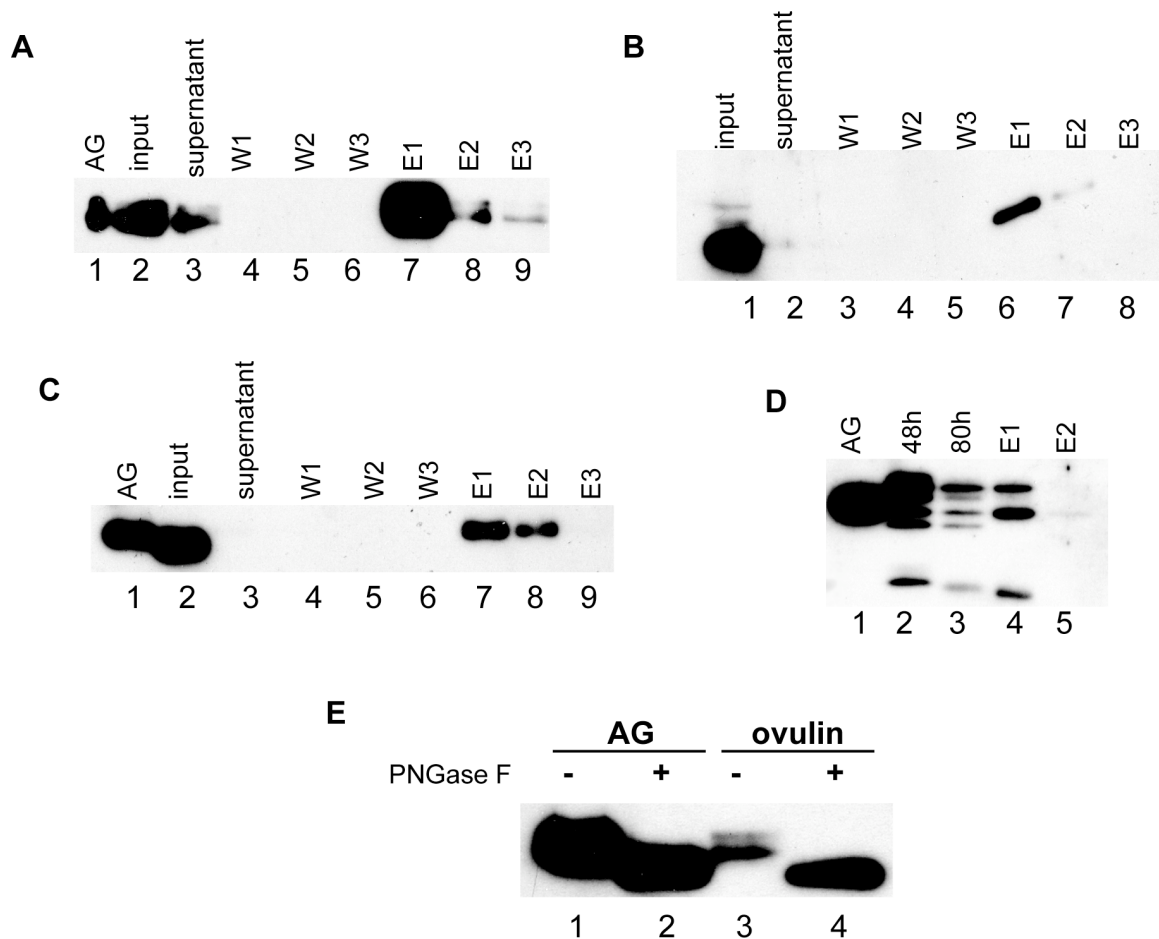 A
AG input supernatant W1 W2 W3 E1 E2 E3
1 2 3 4 5 6 7 8 9
B
input supernatant W1 W2 W3 E1 E2 E3
1 2 3 4 5 6 7 8
C
AG input supernatant W1 W2 W3 E1 E2 E3
1 2 3 4 5 6 7 8 9
D
AG 48h 80h E1 E2
1 2 3 4 5
E
AG ovulin
PNGase F - + - +
1 2 3 4